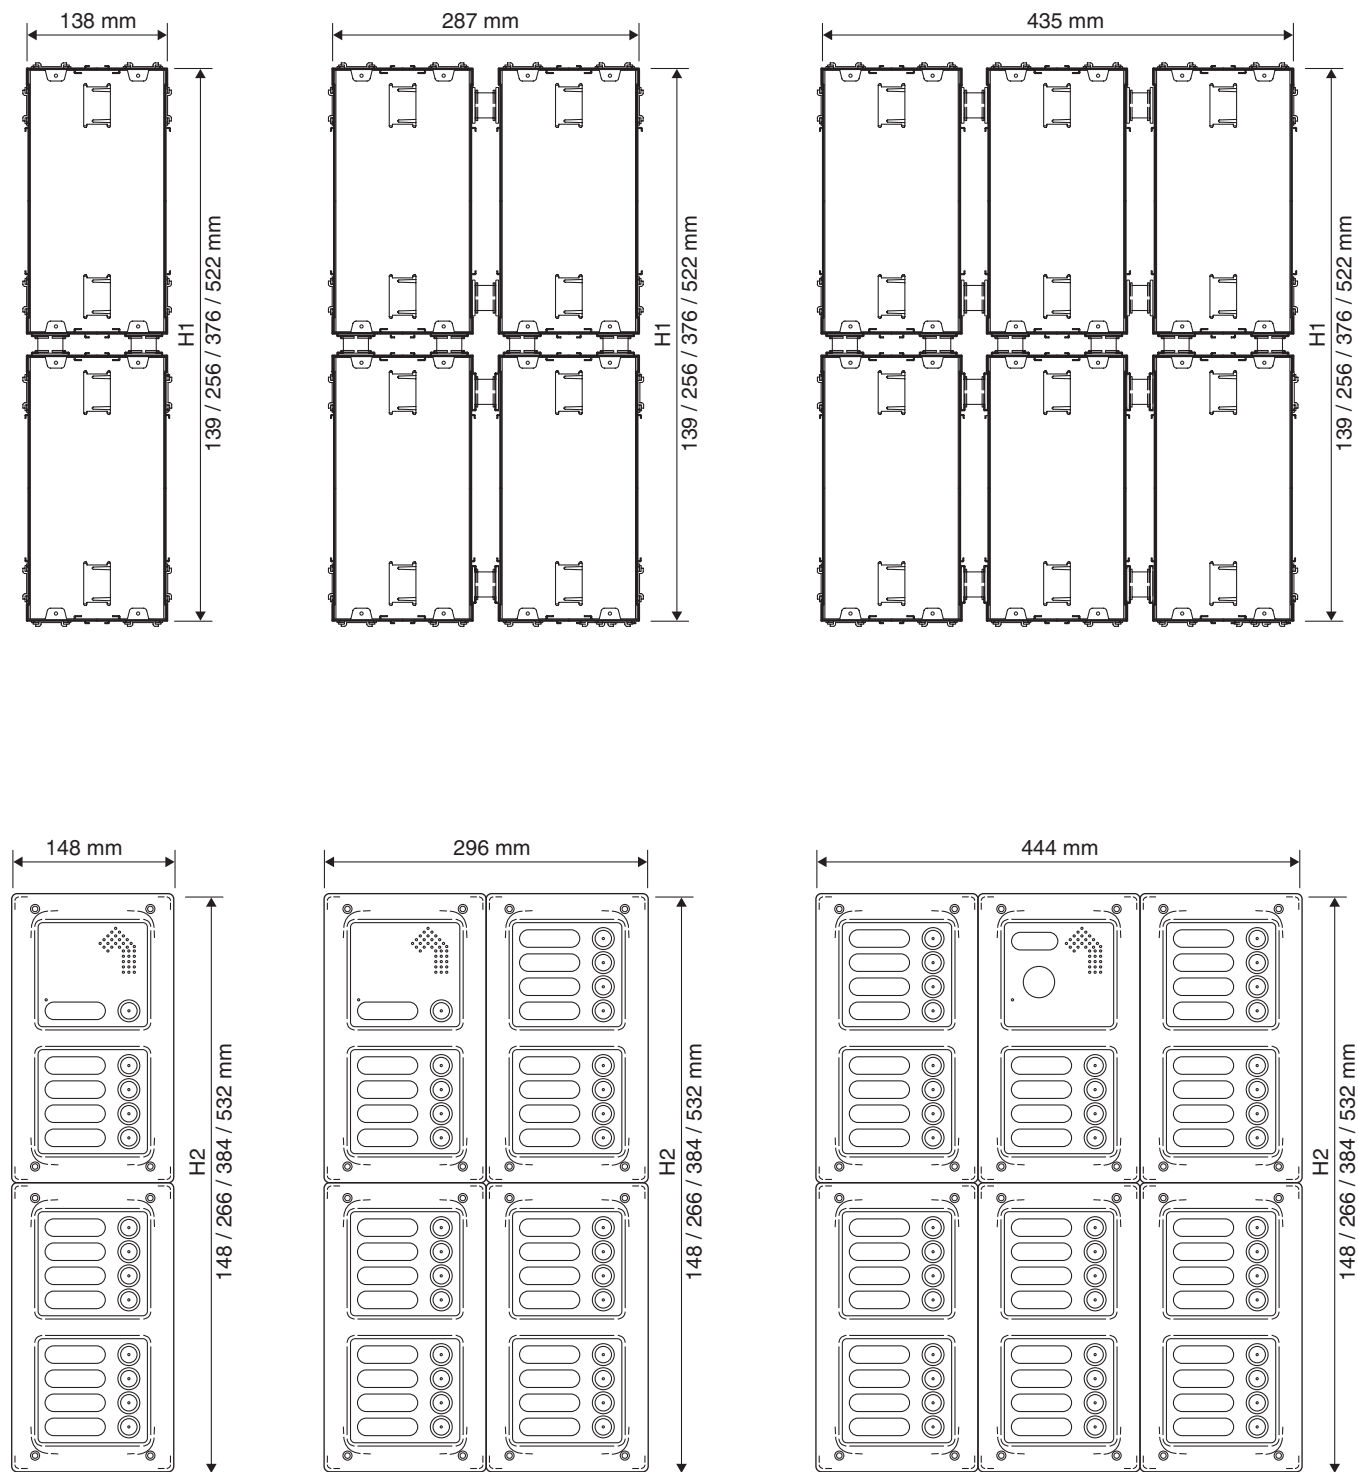 138 mm
287 mm
435 mm
H1
139 / 256 / 376 / 522 mm
H1
139 / 256 / 376 / 522 mm
H1
139 / 256 / 376 / 522 mm
148 mm
296 mm
444 mm
H2
148 / 266 / 384 / 532 mm
H2
148 / 266 / 384 / 532 mm
H2
148 / 266 / 384 / 532 mm